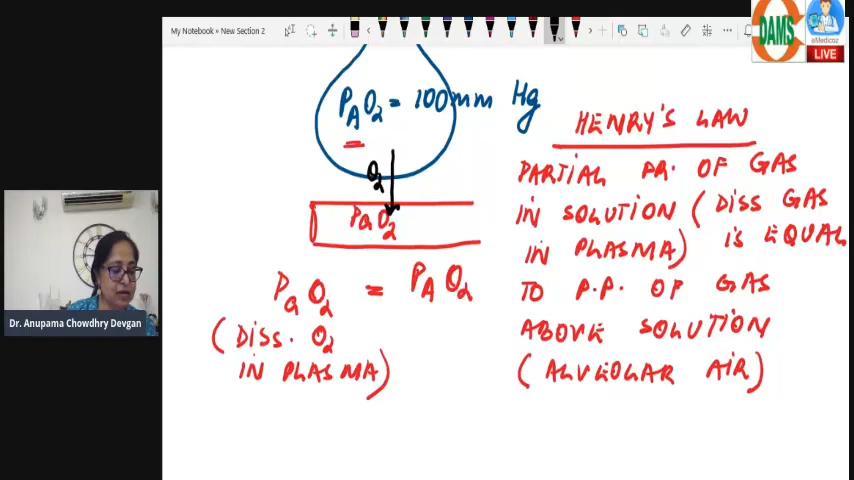 My Notebook » New Section 2
DAMS
eMedicoz
LIVE
PAO2 = 100mm Hg
O2
PaO2
PaO2 = PAO2
(DISS. O2
IN PLASMA)
HENRY'S LAW
PARTIAL PR. OF GAS
IN SOLUTION (DISS GAS
IN PLASMA) IS EQUAL
TO P.P. OF GAS
ABOVE SOLUTION
(ALVEOLAR AIR)
Dr. Anupama Chowdhry Devgan